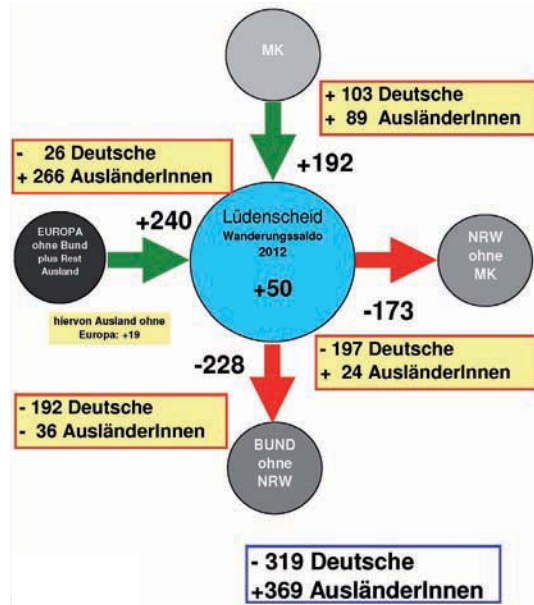 MK
+ 103 Deutsche
+ 89 AusländerInnen
- 26 Deutsche
+ 266 AusländerInnen
+192
+240
EUROPA
ohne Bund
plus Rest
Ausland
Lüdenscheid
Wanderungssaldo
2012
+50
NRW
ohne
MK
-173
hiervon Ausland ohne
Europa: +19
-228
- 197 Deutsche
+ 24 AusländerInnen
- 192 Deutsche
- 36 AusländerInnen
BUND
ohne
NRW
- 319 Deutsche
+369 AusländerInnen